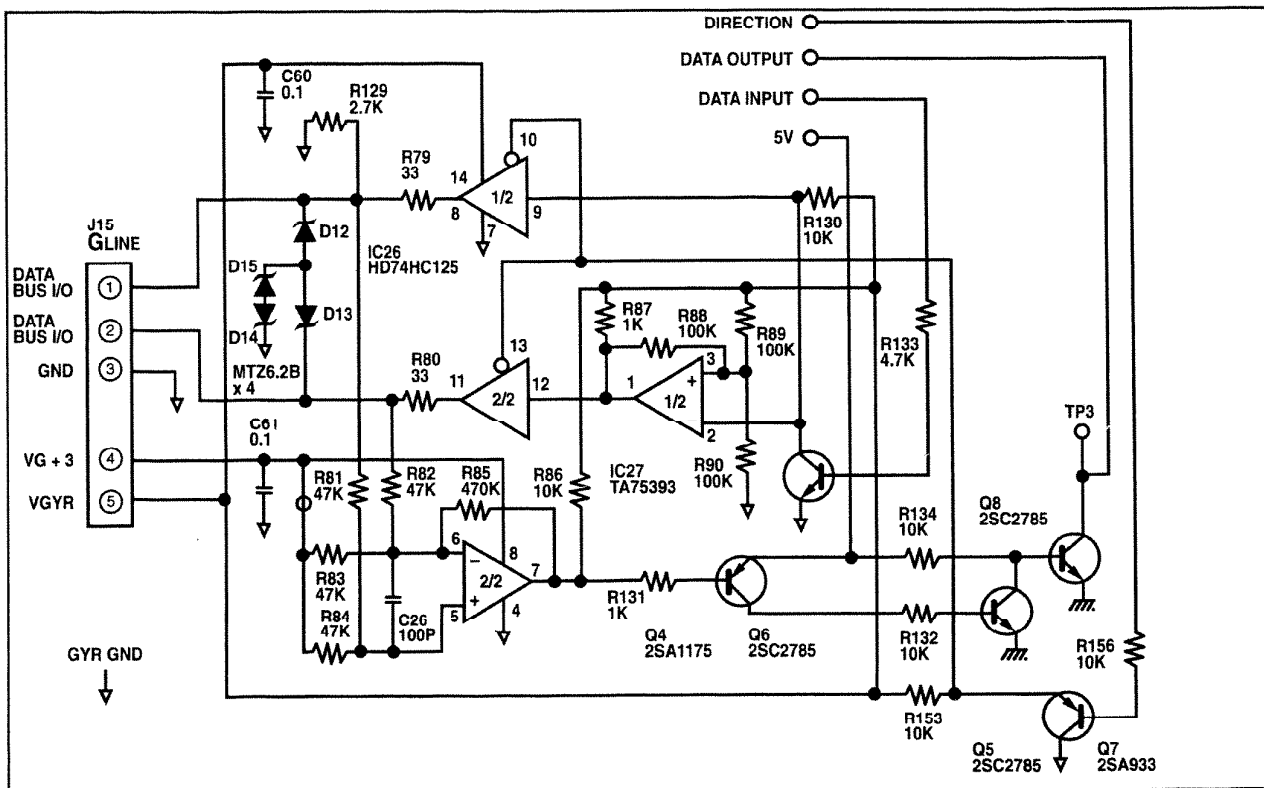 DIRECTION
DATA OUTPUT
DATA INPUT
5V
C60
0.1
R129
2.7K
R79
33
14
8
1/2
7
10
9
R130
10K
J15
GLINE
D12
IC26
HD74HC125
D15
D14
D13
MTZ6.2B
x 4
DATA
BUS I/O
1
DATA
BUS I/O
2
GND
3
VG + 3
4
VGYR
5
R87
1K
R88
100K
R89
100K
R133
4.7K
R80
33
13
11
2/2
12
1
3
+
1/2
2
TP3
C61
0.1
R81
47K
R82
47K
R85
470K
R86
10K
IC27
TA75393
R90
100K
R134
10K
Q8
2SC2785
R83
47K
R84
47K
C26
100P
6
−
8
2/2
7
+
5
4
R131
1K
Q4
2SA1175
Q6
2SC2785
R132
10K
R156
10K
GYR GND
R153
10K
Q5
2SC2785
Q7
2SA933